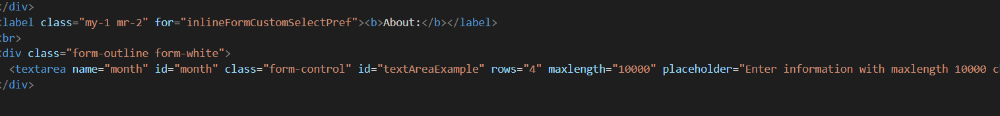 </div>
<label class="my-1 mr-2" for="inlineFormCustomSelectPref"><b>About:</b></label>
<br>
<div class="form-outline form-white">
<textarea name="month" id="month" class="form-control" id="textAreaExample" rows="4" maxlength="10000" placeholder="Enter information with maxlength 10000 c
</div>